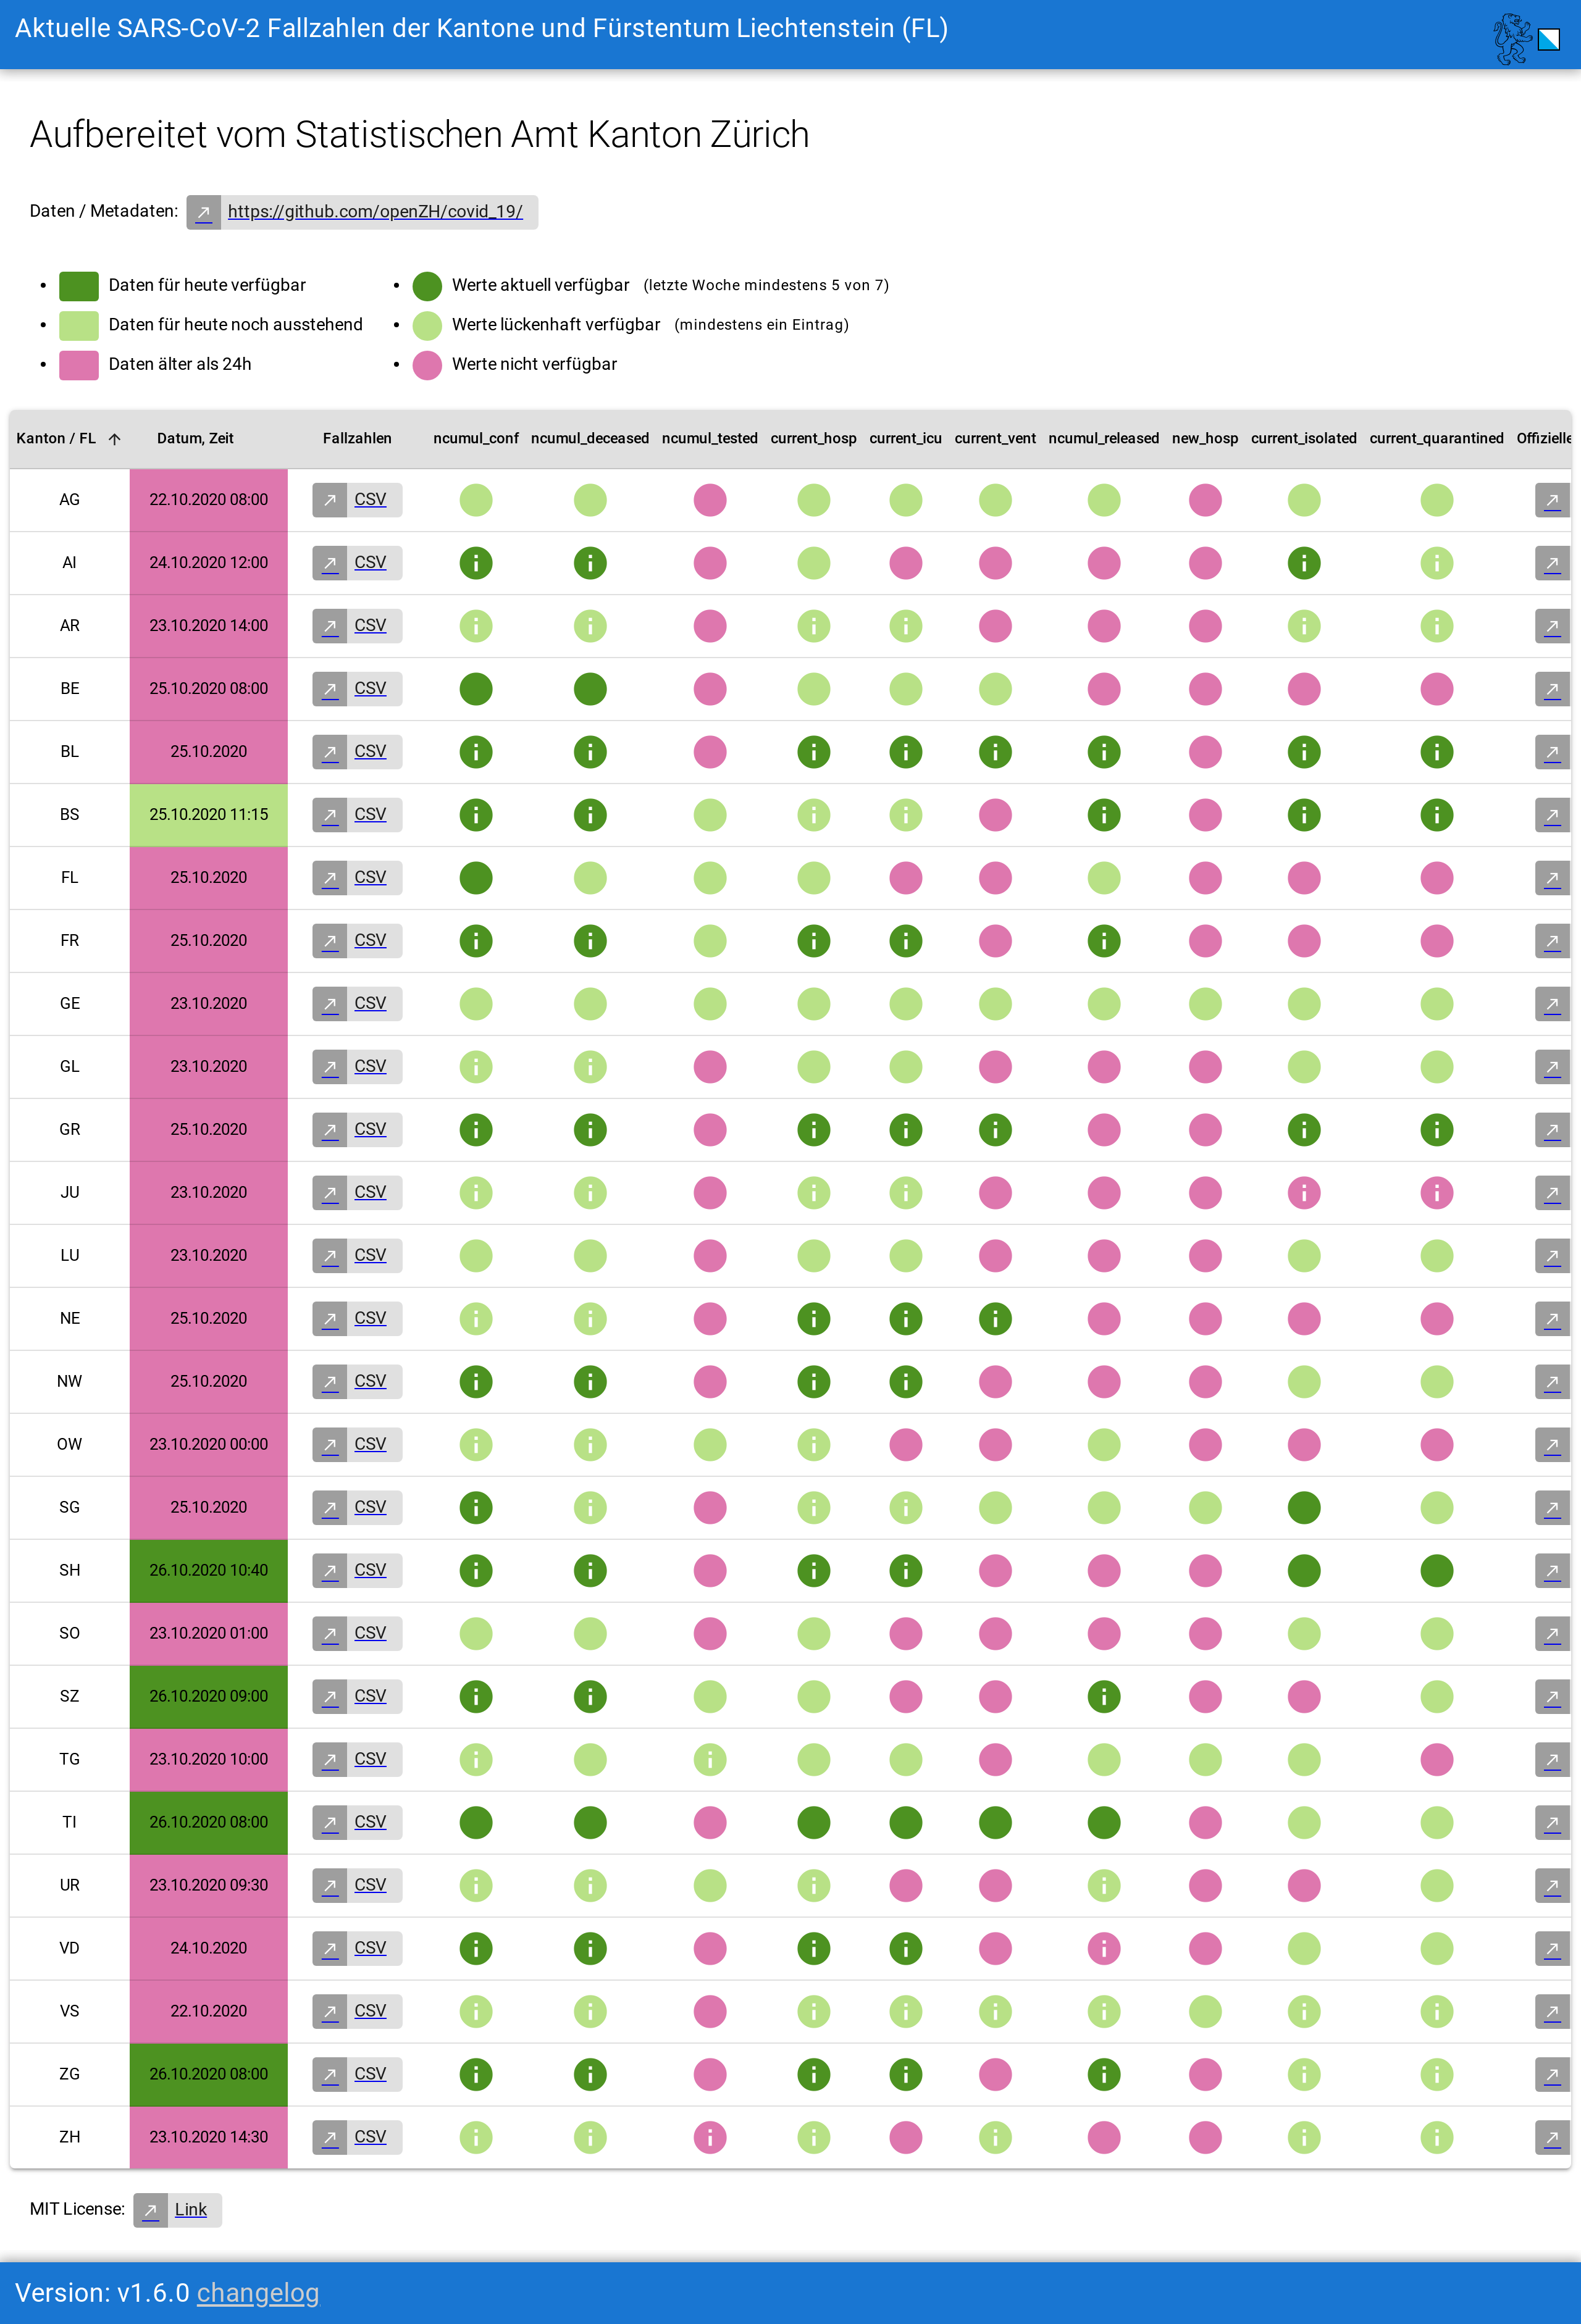 Aktuelle SARS-CoV-2 Fallzahlen der Kantone und Fürstentum Liechtenstein (FL)
Aufbereitet vom Statistischen Amt Kanton Zürich
Daten / Metadaten: https://github.com/openZH/covid_19/
Daten für heute verfügbar
Daten für heute noch ausstehend
Daten älter als 24h
Werte aktuell verfügbar (letzte Woche mindestens 5 von 7)
Werte lückenhaft verfügbar (mindestens ein Eintrag)
Werte nicht verfügbar
Kanton / FL Datum, Zeit Fallzahlen ncumul_conf ncumul_deceased ncumul_tested current_hosp current_icu current_vent ncumul_released new_hosp current_isolated current_quarantined Offizielle
AG 22.10.2020 08:00 CSV
AI 24.10.2020 12:00 CSV
AR 23.10.2020 14:00 CSV
BE 25.10.2020 08:00 CSV
BL 25.10.2020 CSV
BS 25.10.2020 11:15 CSV
FL 25.10.2020 CSV
FR 25.10.2020 CSV
GE 23.10.2020 CSV
GL 23.10.2020 CSV
GR 25.10.2020 CSV
JU 23.10.2020 CSV
LU 23.10.2020 CSV
NE 25.10.2020 CSV
NW 25.10.2020 CSV
OW 23.10.2020 00:00 CSV
SG 25.10.2020 CSV
SH 26.10.2020 10:40 CSV
SO 23.10.2020 01:00 CSV
SZ 26.10.2020 09:00 CSV
TG 23.10.2020 10:00 CSV
TI 26.10.2020 08:00 CSV
UR 23.10.2020 09:30 CSV
VD 24.10.2020 CSV
VS 22.10.2020 CSV
ZG 26.10.2020 08:00 CSV
ZH 23.10.2020 14:30 CSV
MIT License: Link
Version: v1.6.0 changelog